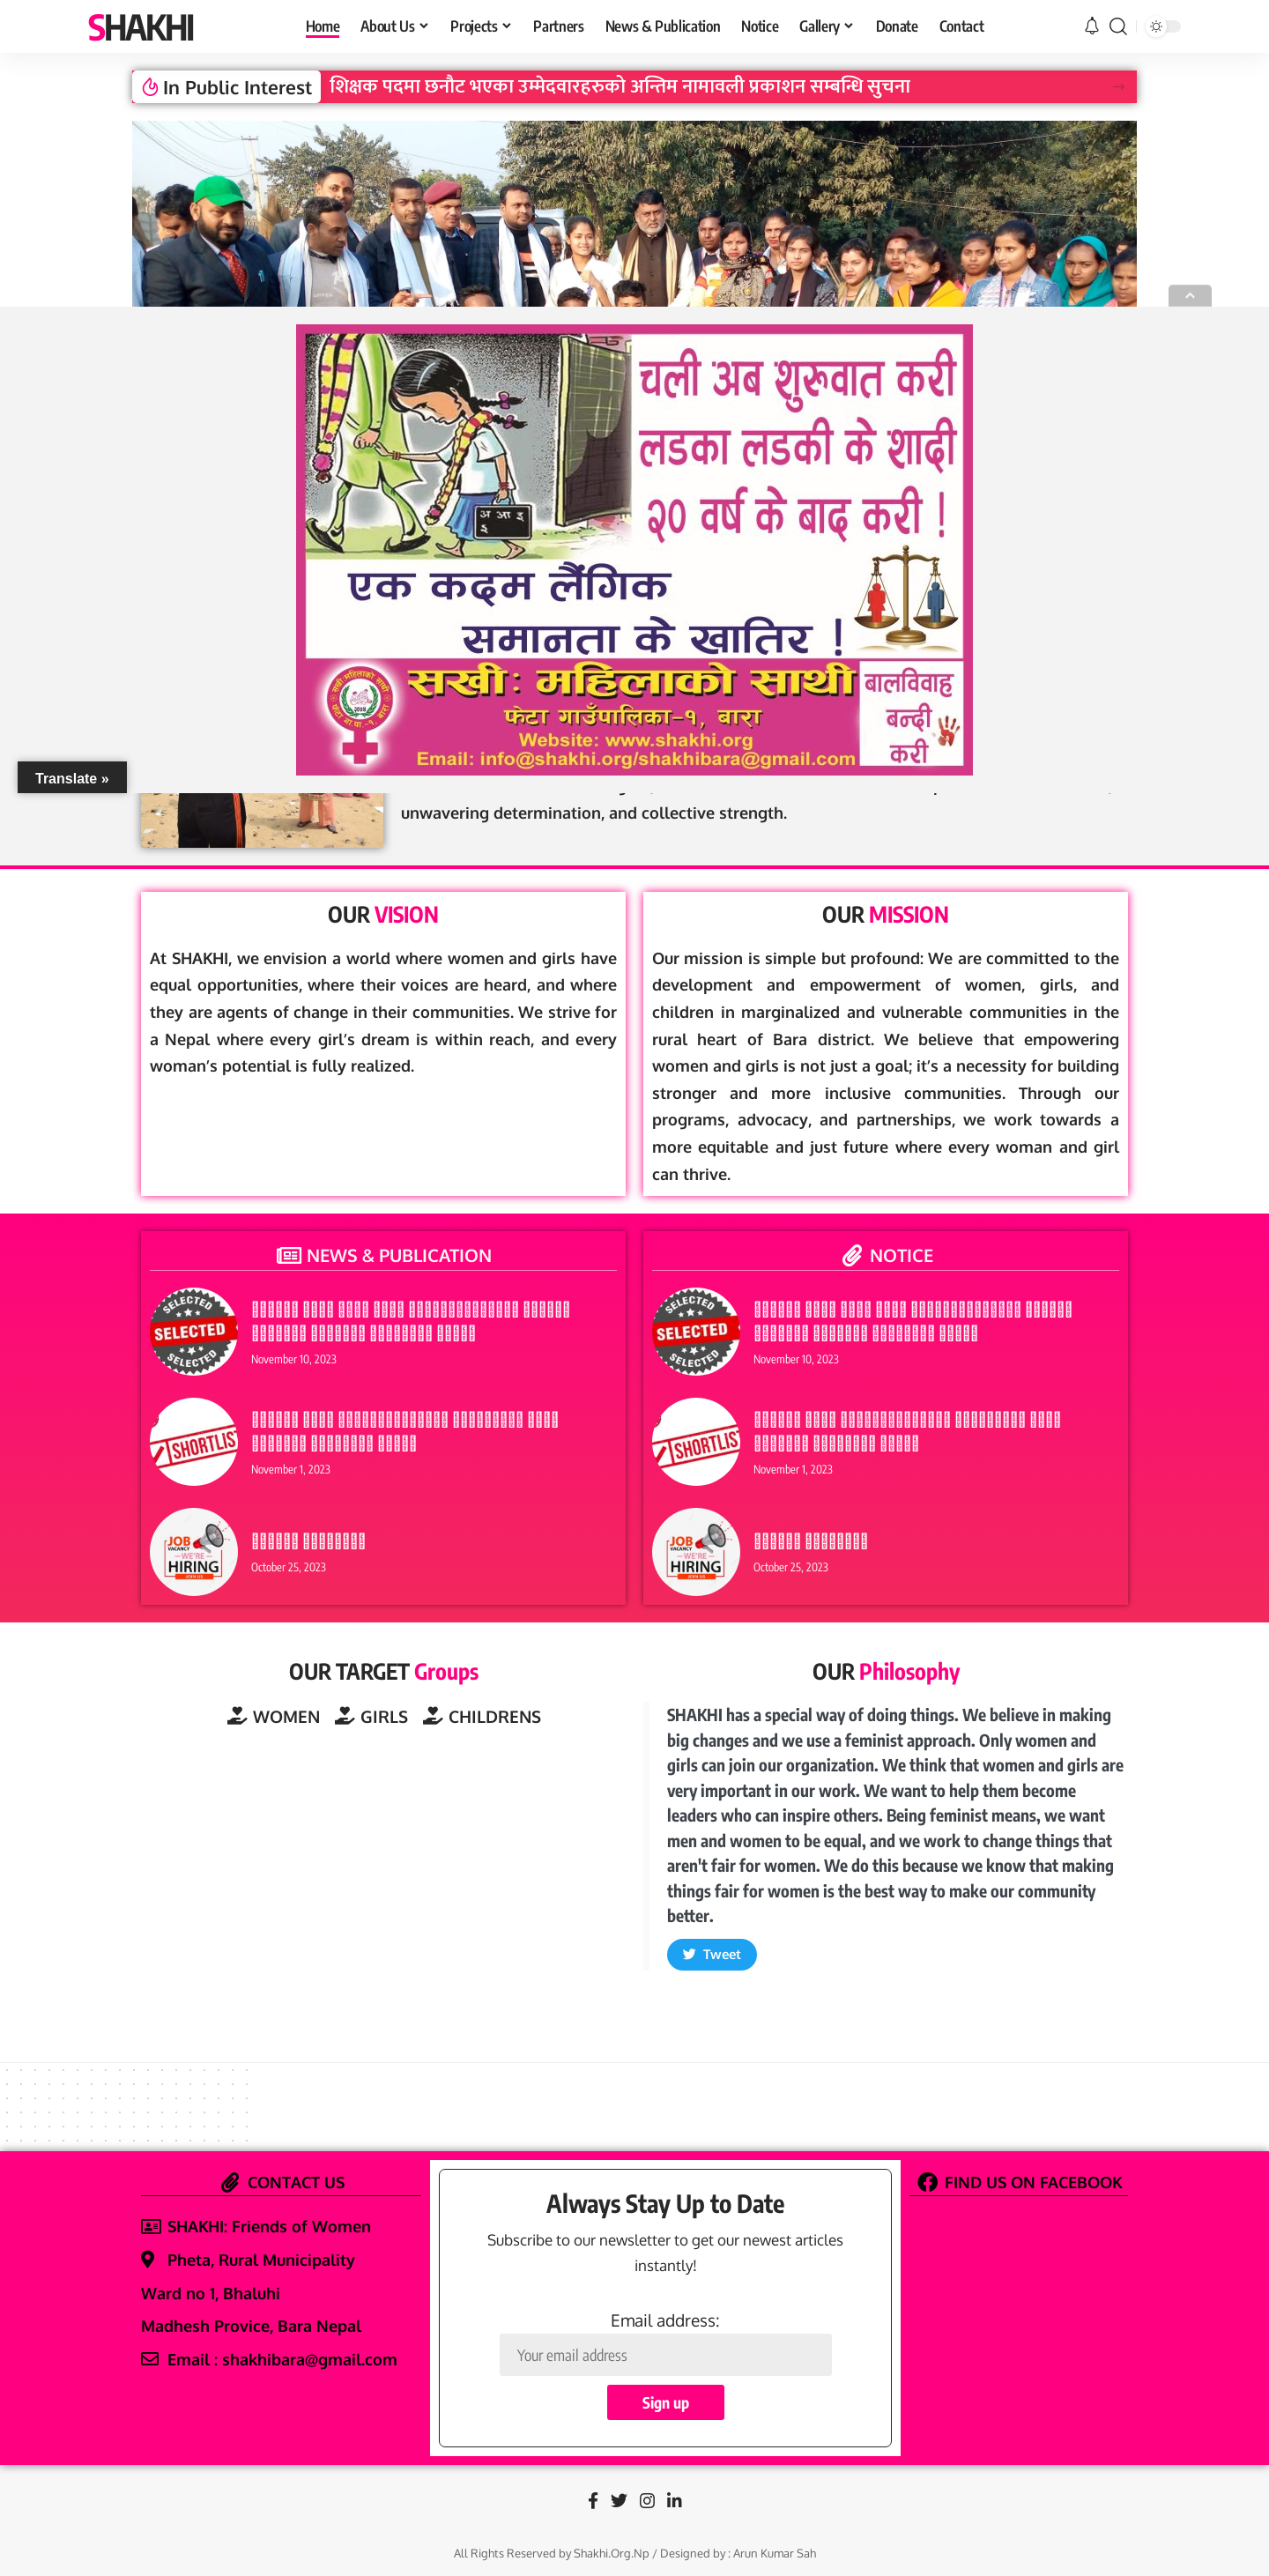 SHAKHI
Home About Us Projects Partners News & Publication Notice Gallery Donate Contact
In Public Interest शिक्षक पदमा छनौट भएका उम्मेदवारहरुको अन्तिम नामावली प्रकाशन सम्बन्धि सुचना
चली अब शुरुवात करी
लडका लडकी के शादी
२० वर्ष के बाद करी !
अ आ इ
एक कदम लैंगिक
समानता के खातिर !
सखीः महिलाको साथी
फेटा गाउँपालिका-१, बारा
Website: www.shakhi.org
Email: info@shakhi.org/shakhibara@gmail.com
बालविवाह
बन्दी
करी
Translate »
unwavering determination, and collective strength.
OUR VISION
At SHAKHI, we envision a world where women and girls have
equal opportunities, where their voices are heard, and where
they are agents of change in their communities. We strive for
a Nepal where every girl’s dream is within reach, and every
woman’s potential is fully realized.
OUR MISSION
Our mission is simple but profound: We are committed to the
development and empowerment of women, girls, and
children in marginalized and vulnerable communities in the
rural heart of Bara district. We believe that empowering
women and girls is not just a goal; it’s a necessity for building
stronger and more inclusive communities. Through our
programs, advocacy, and partnerships, we work towards a
more equitable and just future where every woman and girl
can thrive.
NEWS & PUBLICATION
SELECTED
SELECTED
SELECTED
November 10, 2023
SHORTLIST
November 1, 2023
JOB
VACANCY
WE'RE
HIRING
October 25, 2023
NOTICE
SELECTED
SELECTED
SELECTED
November 10, 2023
SHORTLIST
November 1, 2023
JOB
VACANCY
WE'RE
HIRING
October 25, 2023
OUR TARGET Groups
WOMEN GIRLS CHILDRENS
OUR Philosophy
SHAKHI has a special way of doing things. We believe in making
big changes and we use a feminist approach. Only women and
girls can join our organization. We think that women and girls are
very important in our work. We want to help them become
leaders who can inspire others. Being feminist means, we want
men and women to be equal, and we work to change things that
aren't fair for women. We do this because we know that making
things fair for women is the best way to make our community
better.
Tweet
CONTACT US
SHAKHI: Friends of Women
Pheta, Rural Municipality
Ward no 1, Bhaluhi
Madhesh Provice, Bara Nepal
Email : shakhibara@gmail.com
Always Stay Up to Date
Subscribe to our newsletter to get our newest articles
instantly!
Email address:
Your email address
Sign up
FIND US ON FACEBOOK
All Rights Reserved by Shakhi.Org.Np / Designed by : Arun Kumar Sah